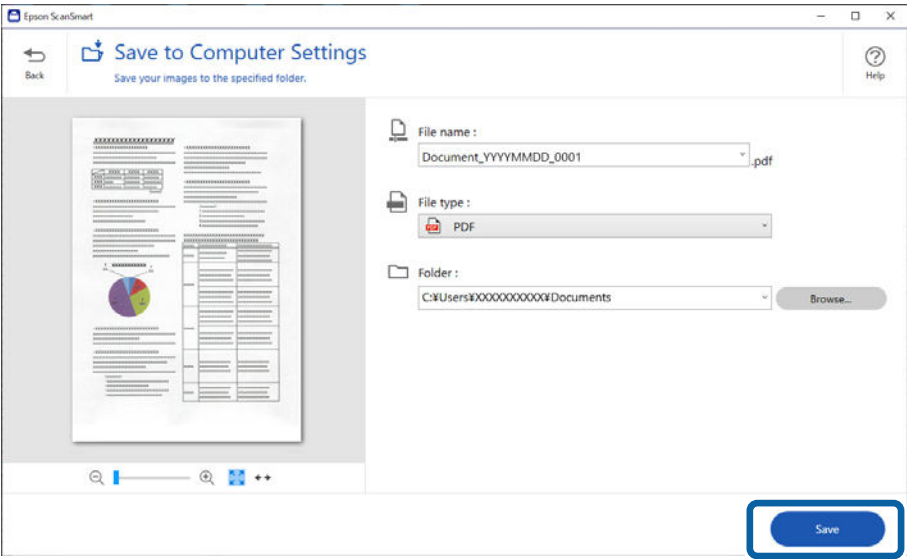 Epson ScanSmart
Back
Save to Computer Settings
Save your images to the specified folder.
Help
File name :
Document_YYYYMMDD_0001
.pdf
File type :
PDF
Folder :
C:¥Users¥XXXXXXXXXX¥Documents
Browse...
Save